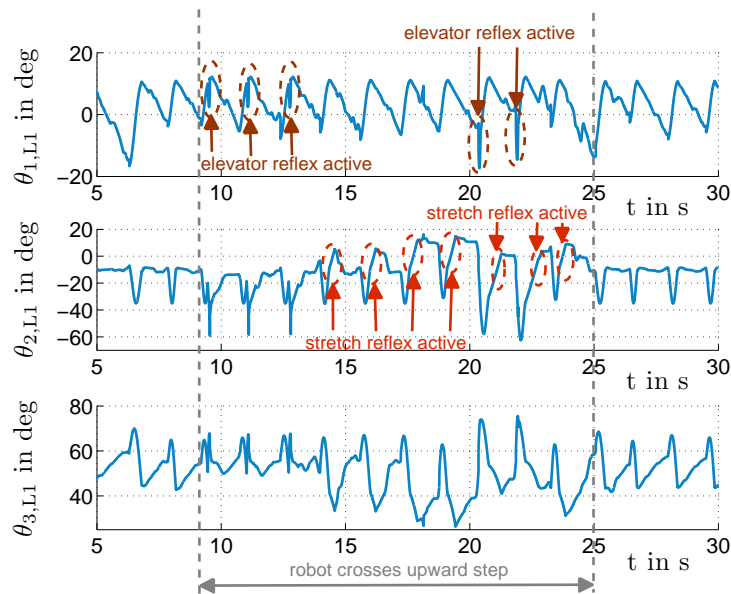 elevator reflex active
20
0
−20
θ1,L1 in deg
elevator reflex active
5 10 15 20 25 30
t in s
stretch reflex active
20
0
−20
−40
−60
θ2,L1 in deg
stretch reflex active
5 10 15 20 25 30
t in s
80
60
40
θ3,L1 in deg
5 10 15 20 25 30
t in s
robot crosses upward step